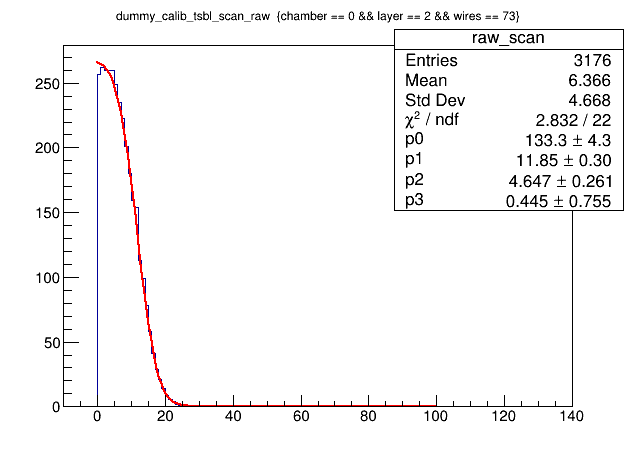 dummy_calib_tsbl_scan_raw {chamber == 0 && layer == 2 && wires == 73}
raw_scan
Entries 3176
Mean 6.366
Std Dev 4.668
χ² / ndf 2.832 / 22
p0 133.3 ± 4.3
p1 11.85 ± 0.30
p2 4.647 ± 0.261
p3 0.445 ± 0.755
250
200
150
100
50
0
0 20 40 60 80 100 120 140